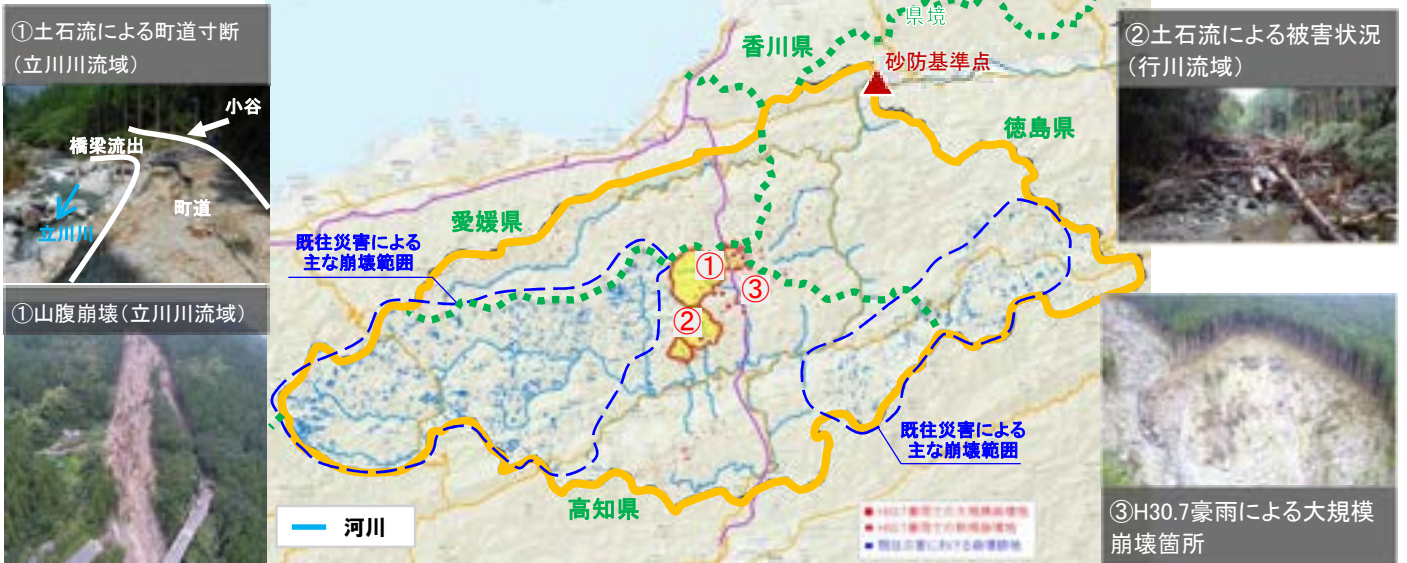 ①土石流による町道寸断
(立川川流域)
小谷
橋梁流出
町道
立川川
①山腹崩壊(立川川流域)
県境
香川県
砂防基準点
徳島県
愛媛県
既往災害による
主な崩壊範囲
①
③
②
既往災害による
主な崩壊範囲
高知県
河川
②土石流による被害状況
(行川流域)
③H30.7豪雨による大規模
崩壊箇所